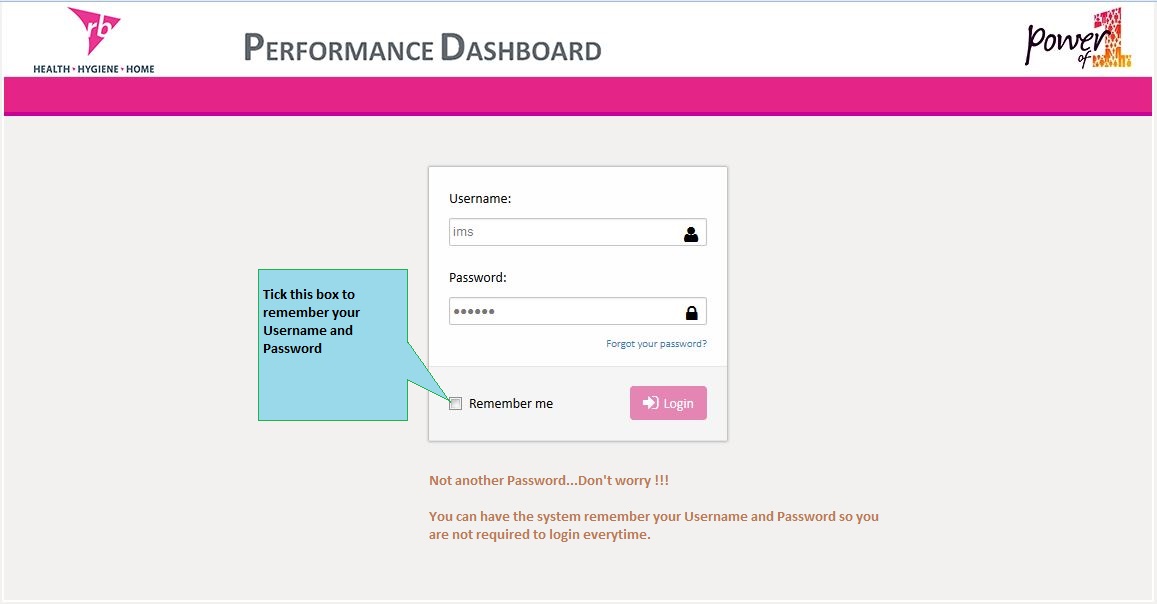 rb
HEALTH • HYGIENE • HOME
PERFORMANCE DASHBOARD
Power
of 1
Username:
ims
Password:
••••••
Forgot your password?
Tick this box to
remember your
Username and
Password
Remember me
Login
Not another Password...Don't worry !!!
You can have the system remember your Username and Password so you
are not required to login everytime.